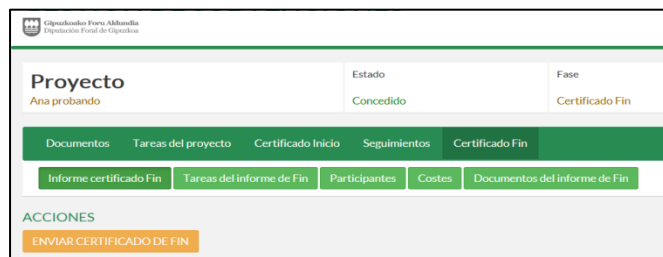 Gipuzkoako Foru Aldundia
Diputación Foral de Gipuzkoa
Proyecto
Ana probando
Estado
Concedido
Fase
Certificado Fin
Documentos Tareas del proyecto Certificado Inicio Seguimientos Certificado Fin
Informe certificado Fin Tareas del informe de Fin Participantes Costes Documentos del informe de Fin
ACCIONES
ENVIAR CERTIFICADO DE FIN